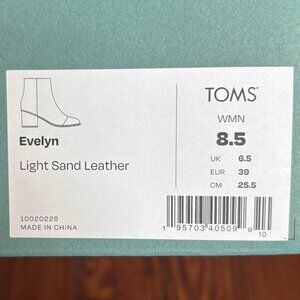 Evelyn
Light Sand Leather
10020226
MADE IN CHINA
TOMS®
WMN
8.5
UK 6.5
EUR 39
CM 25.5
1 95703 40509 9
10